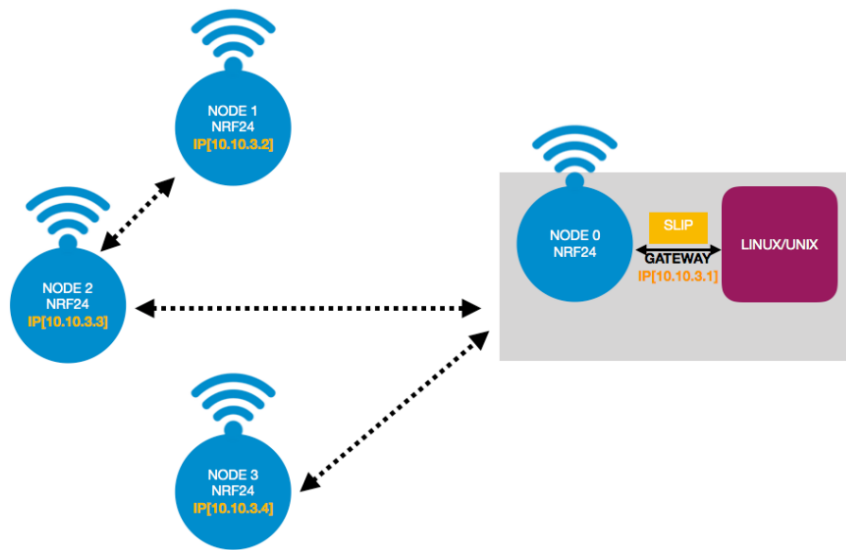 NODE 1
NRF24
IP[10.10.3.2]
NODE 2
NRF24
IP[10.10.3.3]
NODE 3
NRF24
IP[10.10.3.4]
NODE 0
NRF24
SLIP
GATEWAY
IP[10.10.3.1]
LINUX/UNIX